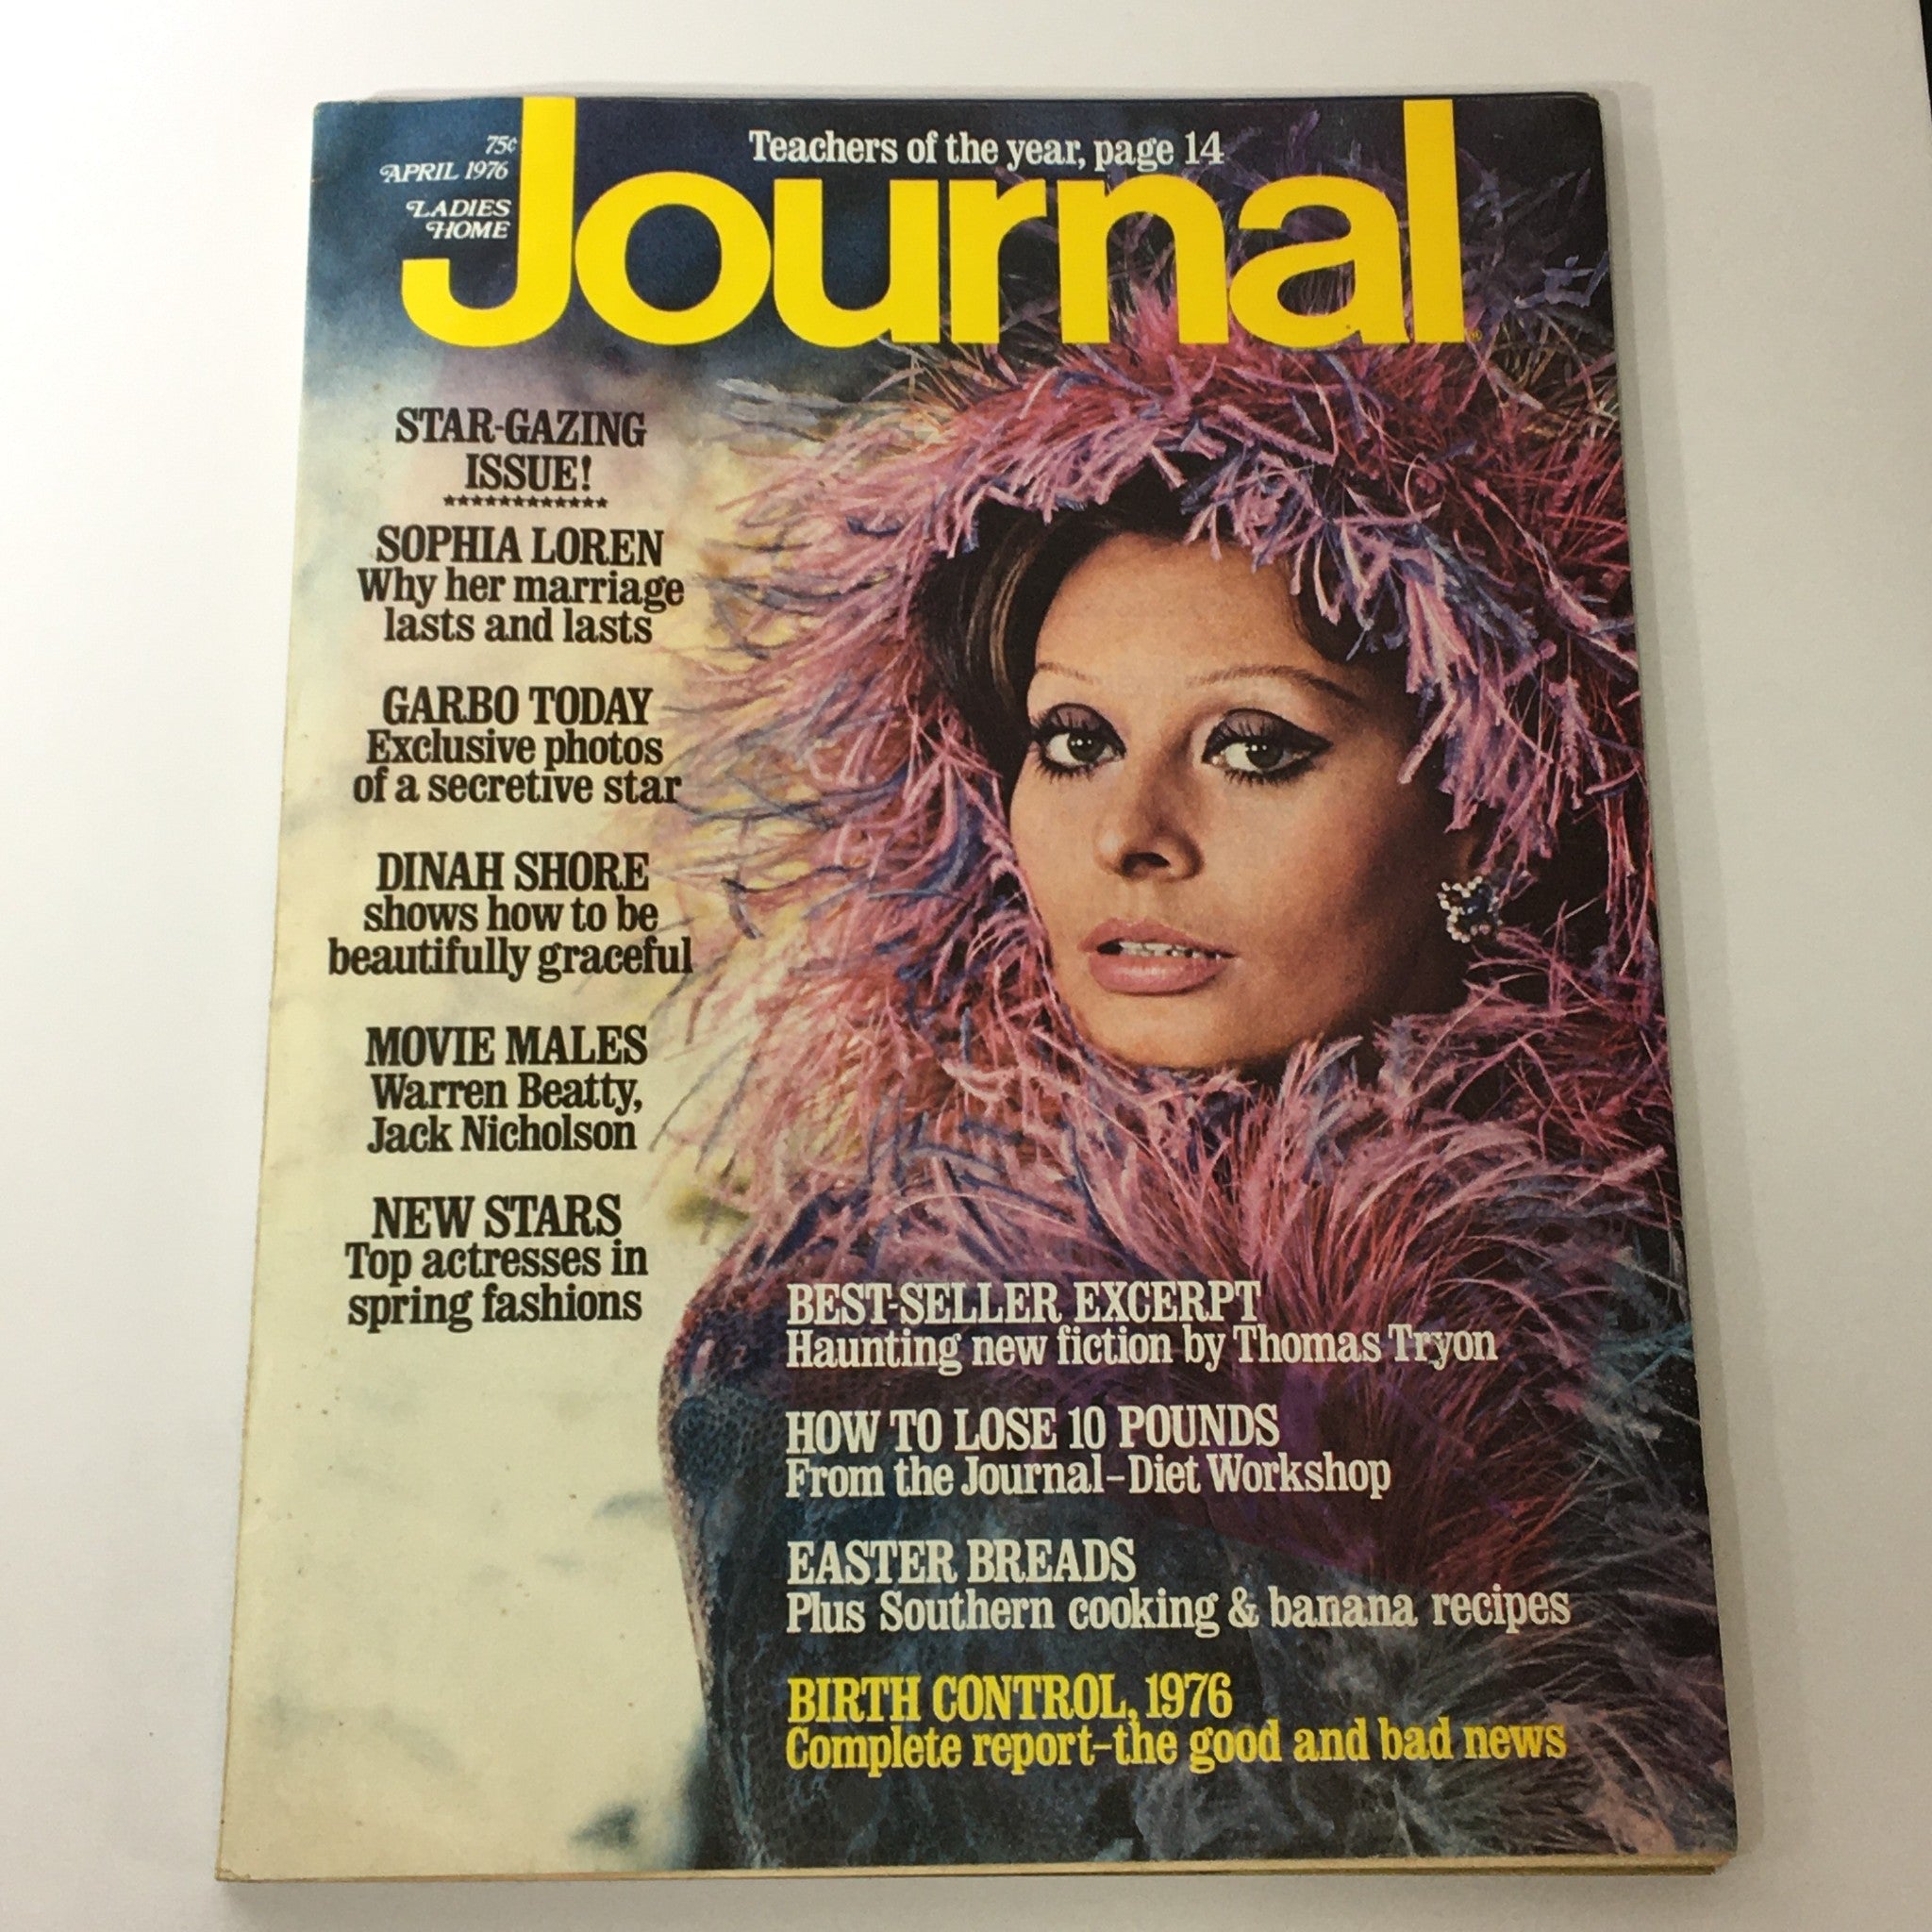 75¢
APRIL 1976
LADIES
HOME
Teachers of the year, page 14
Journal
STAR-GAZING
ISSUE!
************
SOPHIA LOREN
Why her marriage
lasts and lasts
GARBO TODAY
Exclusive photos
of a secretive star
DINAH SHORE
shows how to be
beautifully graceful
MOVIE MALES
Warren Beatty,
Jack Nicholson
NEW STARS
Top actresses in
spring fashions
BEST-SELLER EXCERPT
Haunting new fiction by Thomas Tryon
HOW TO LOSE 10 POUNDS
From the Journal–Diet Workshop
EASTER BREADS
Plus Southern cooking & banana recipes
BIRTH CONTROL, 1976
Complete report–the good and bad news